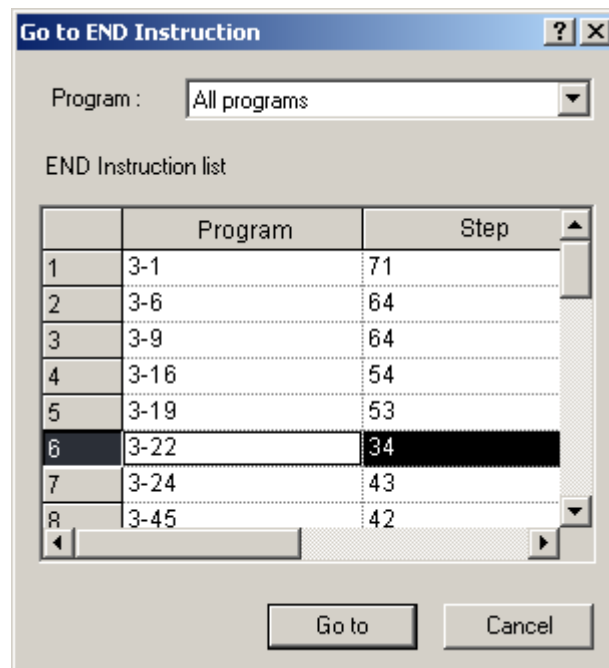 Go to END Instruction
Program : All programs
END Instruction list
Program Step
1 3-1 71
2 3-6 64
3 3-9 64
4 3-16 54
5 3-19 53
6 3-22 34
7 3-24 43
8 3-45 42
Go to Cancel